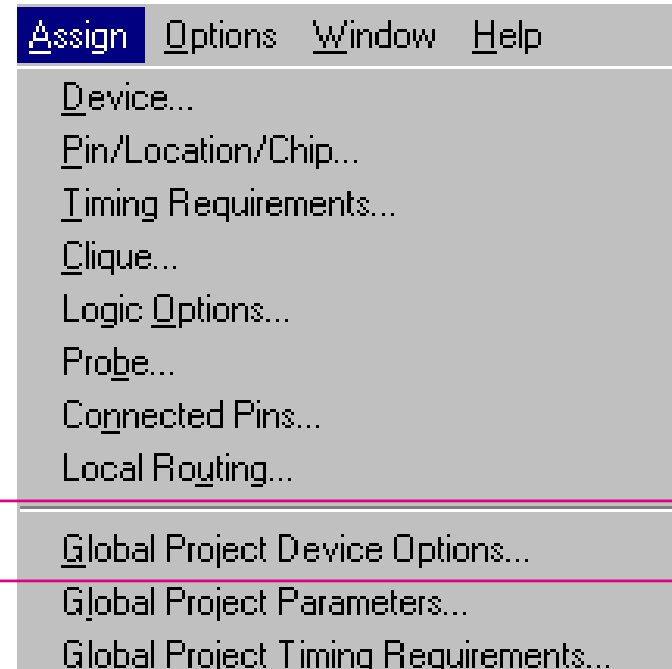 Assign Options Window Help
Device...
Pin/Location/Chip...
Timing Requirements...
Clique...
Logic Options...
Probe...
Connected Pins...
Local Routing...
Global Project Device Options...
Global Project Parameters...
Global Project Timing Requirements...